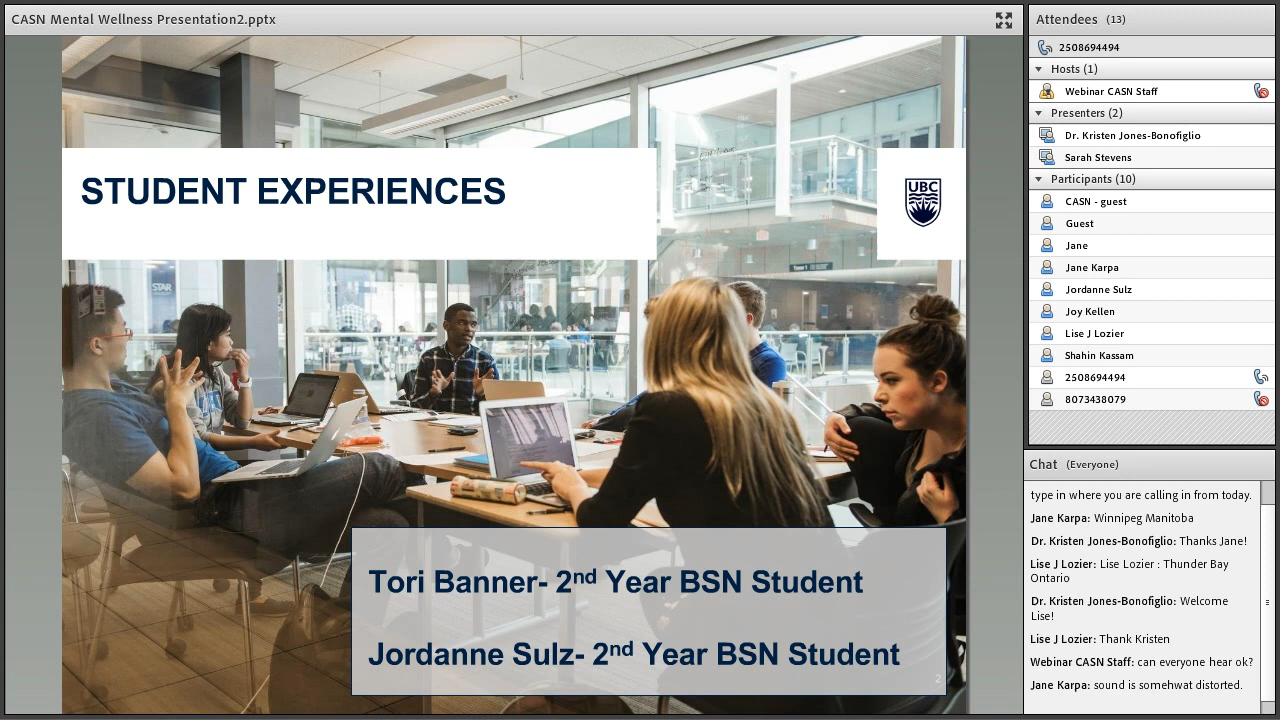 CASN Mental Wellness Presentation2.pptx
STUDENT EXPERIENCES
UBC
STAR
Tori Banner- 2nd Year BSN Student
Jordanne Sulz- 2nd Year BSN Student
2
Attendees (13)
2508694494
Hosts (1)
Webinar CASN Staff
Presenters (2)
Dr. Kristen Jones-Bonofiglio
Sarah Stevens
Participants (10)
CASN - guest
Guest
Jane
Jane Karpa
Jordanne Sulz
Joy Kellen
Lise J Lozier
Shahin Kassam
2508694494
8073438079
Chat (Everyone)
type in where you are calling in from today.
Jane Karpa: Winnipeg Manitoba
Dr. Kristen Jones-Bonofiglio: Thanks Jane!
Lise J Lozier: Lise Lozier : Thunder Bay
Ontario
Dr. Kristen Jones-Bonofiglio: Welcome
Lise!
Lise J Lozier: Thank Kristen
Webinar CASN Staff: can everyone hear ok?
Jane Karpa: sound is somehwat distorted.